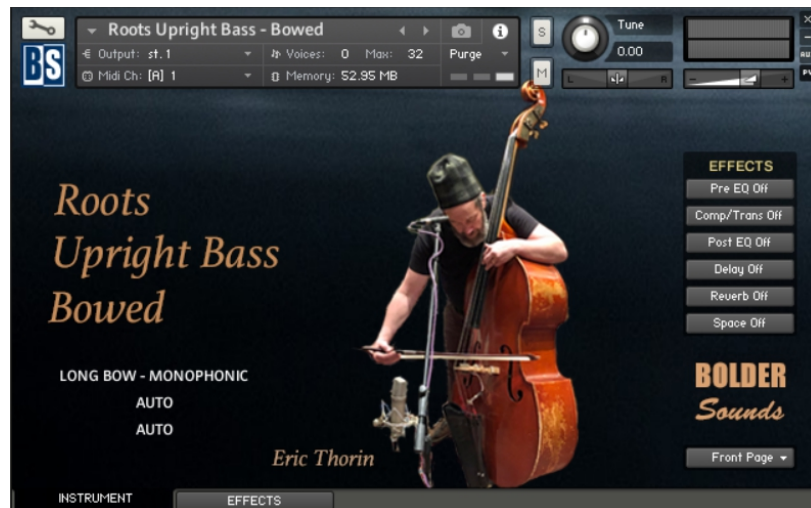 Roots Upright Bass - Bowed
Output: st.1
Voices: 0 Max: 32
Purge
Midi Ch: [A] 1
Memory: 52.95 MB
S
M
Tune
0.00
L
R
BS
EFFECTS
Pre EQ Off
Comp/Trans Off
Post EQ Off
Delay Off
Reverb Off
Space Off
Roots
Upright Bass
Bowed
LONG BOW - MONOPHONIC
AUTO
AUTO
Eric Thorin
BOLDER
Sounds
Front Page
INSTRUMENT
EFFECTS